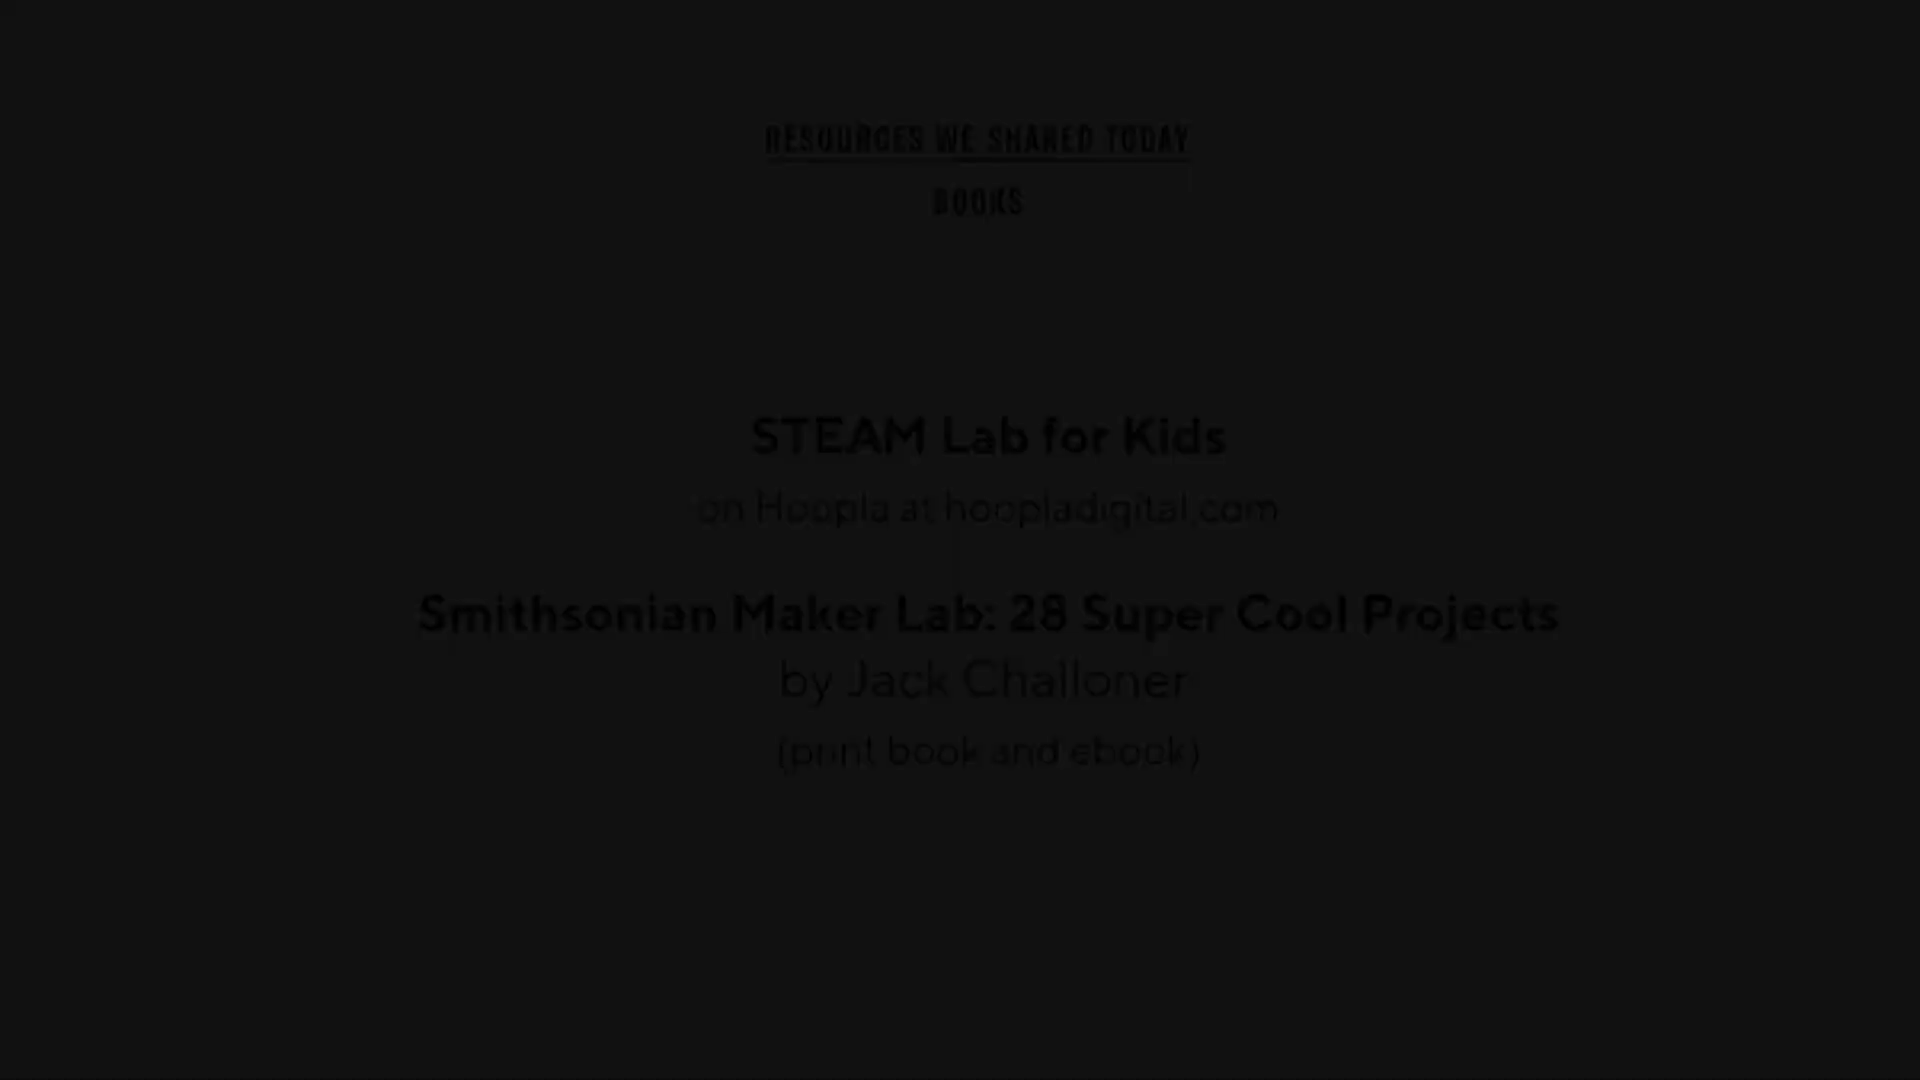 RESOURCES WE SHARED TODAY
BOOKS
STEAM Lab for Kids
on Hoopla at hoopladigital.com
Smithsonian Maker Lab: 28 Super Cool Projects
by Jack Challoner
(print book and ebook)